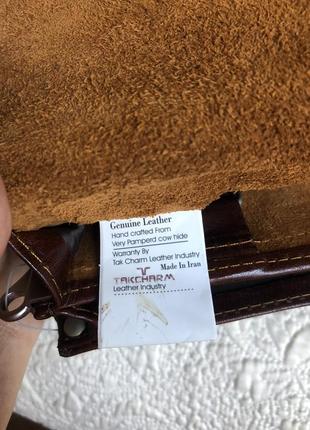 Genuine Leather
Hand crafted From
Very Pamperd cow hide
Warranty By
Tak Charm Leather Industry
Made In Iran
TAKCHARM
Leather Industry